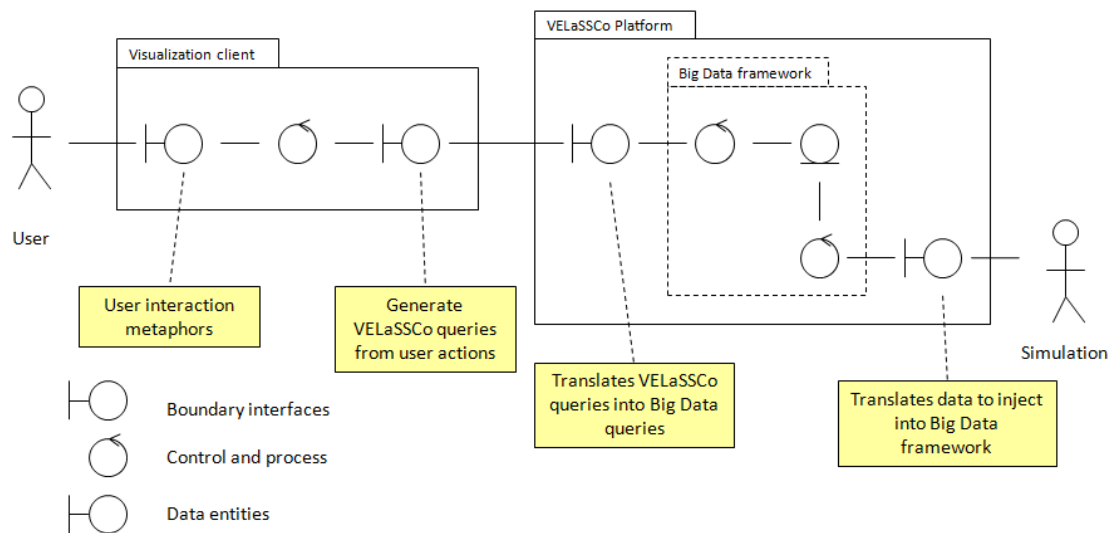 VELaSSCo Platform
Visualization client
Big Data framework
User
Simulation
User interaction
metaphors
Generate
VELaSSCo queries
from user actions
Translates VELaSSCo
queries into Big Data
queries
Translates data to inject
into Big Data
framework
Boundary interfaces
Control and process
Data entities